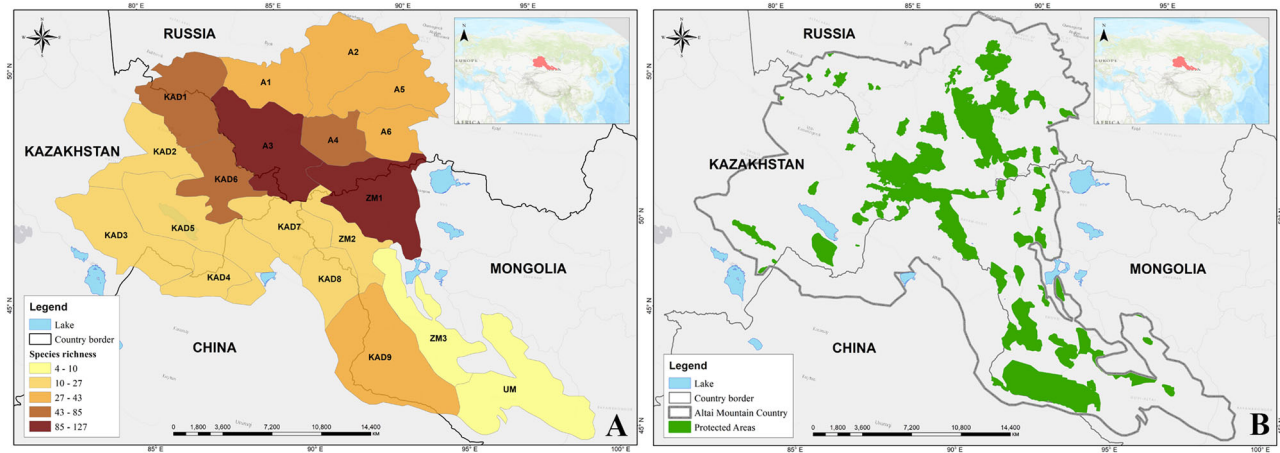 80° E
85° E
90° E
95° E
50° N
RUSSIA
KAZAKHSTAN
CHINA
MONGOLIA
A1
A2
A3
A4
A5
A6
KAD1
KAD2
KAD3
KAD4
KAD5
KAD6
KAD7
KAD8
KAD9
ZM1
ZM2
ZM3
UM
N
AFRICA
Legend
Lake
Country border
Species richness
4 - 10
10 - 27
27 - 43
43 - 85
85 - 127
45° N
0 1,800 3,600 7,200 10,800 14,400
KM
A
85° E
90° E
95° E
100° E
80° E
85° E
90° E
95° E
50° N
RUSSIA
KAZAKHSTAN
CHINA
MONGOLIA
N
AFRICA
Legend
Lake
Country border
Altai Mountain Country
Protected Areas
45° N
0 1,800 3,600 7,200 10,800 14,400
KM
B
85° E
90° E
95° E
100° E